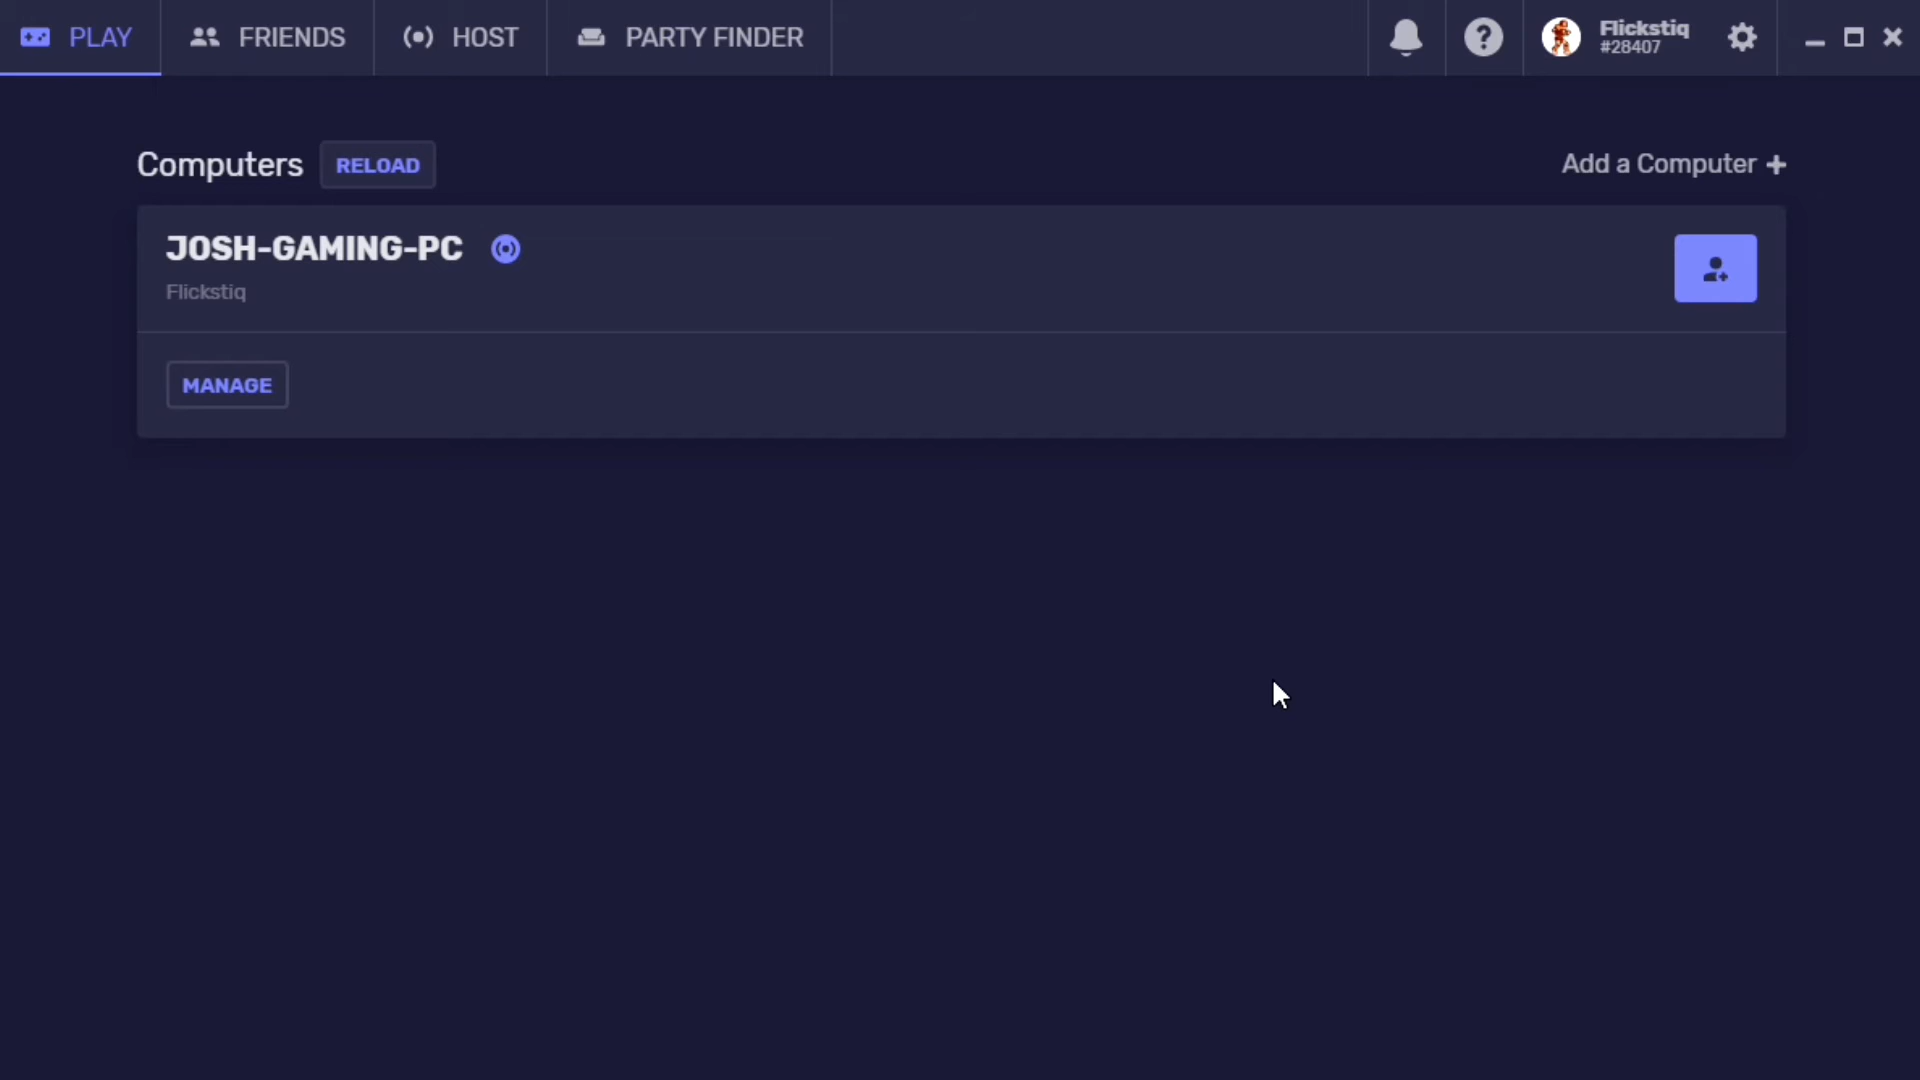 PLAY
FRIENDS
HOST
PARTY FINDER
Flickstiq
#28407
Computers
RELOAD
Add a Computer +
JOSH-GAMING-PC
Flickstiq
MANAGE